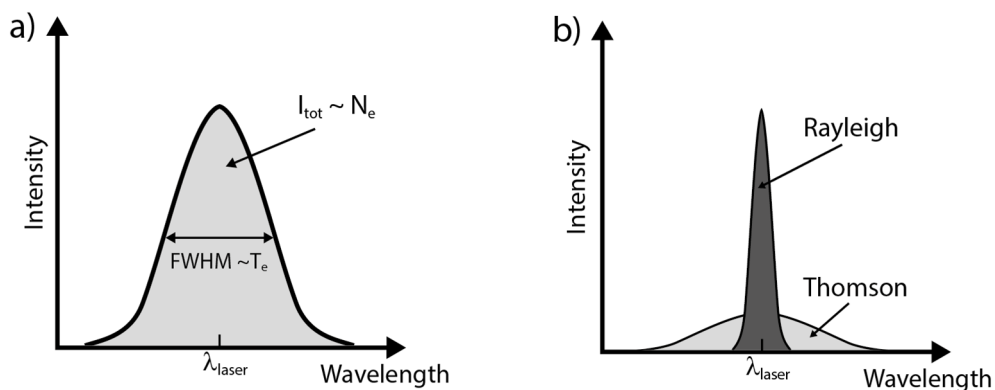 a)
Intensity
I_tot ~ N_e
FWHM ~T_e
λ_laser
Wavelength
b)
Intensity
Rayleigh
Thomson
λ_laser
Wavelength